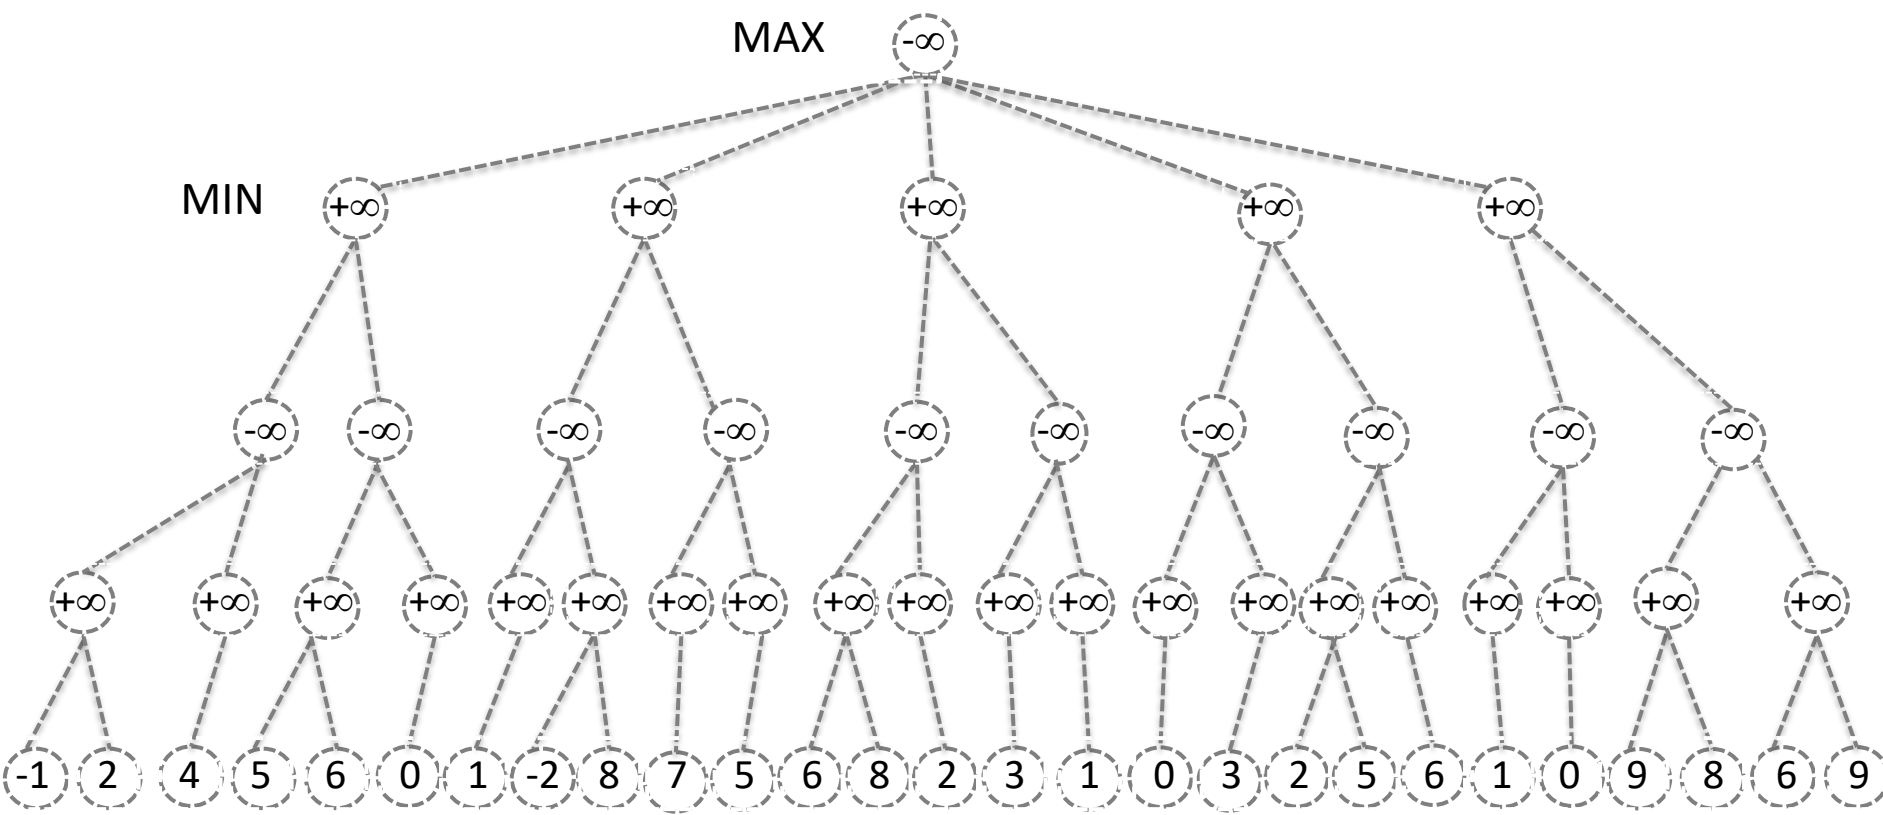 MAX -∞
MIN +∞ +∞ +∞ +∞ +∞
-∞ -∞ -∞ -∞ -∞ -∞ -∞ -∞ -∞ -∞
+∞ +∞ +∞ +∞ +∞ +∞ +∞ +∞ +∞ +∞ +∞ +∞ +∞ +∞ +∞ +∞ +∞ +∞ +∞ +∞
-1 2 4 5 6 0 1 -2 8 7 5 6 8 2 3 1 0 3 2 5 6 1 0 9 8 6 9